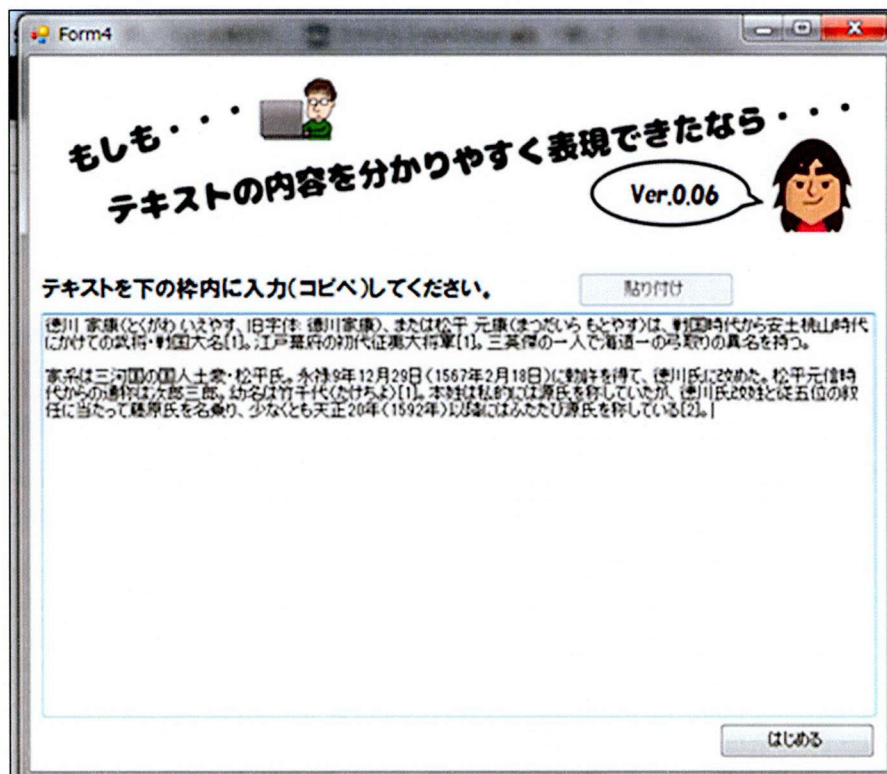 Form4
もしも・・・
テキストの内容を分かりやすく表現できたなら・・・
Ver.0.06
テキストを下の枠内に入力(コピペ)してください。
貼り付け
徳川 家康(とくがわ いえやす、旧字体: 德川家康)、または松平 元康(まつだいら もとやす)は、戦国時代から安土桃山時代
にかけての武将・戦国大名[1]。江戸幕府の初代征夷大将軍[1]。三英傑の一人で海道一の弓取りの異名を持つ。
家系は三河国の国人土豪・松平氏。永禄9年12月29日(1567年2月18日)に勅許を得て、徳川氏に改めた。松平元信時
代からの通称は次郎三郎。幼名は竹千代(たけちよ)[1]。本姓は私的には源氏を称していたが、徳川氏改姓と従五位の叙
任に当たって藤原氏を名乗り、少なくとも天正20年(1592年)以降にはふたたび源氏を称している[2]。
はじめる